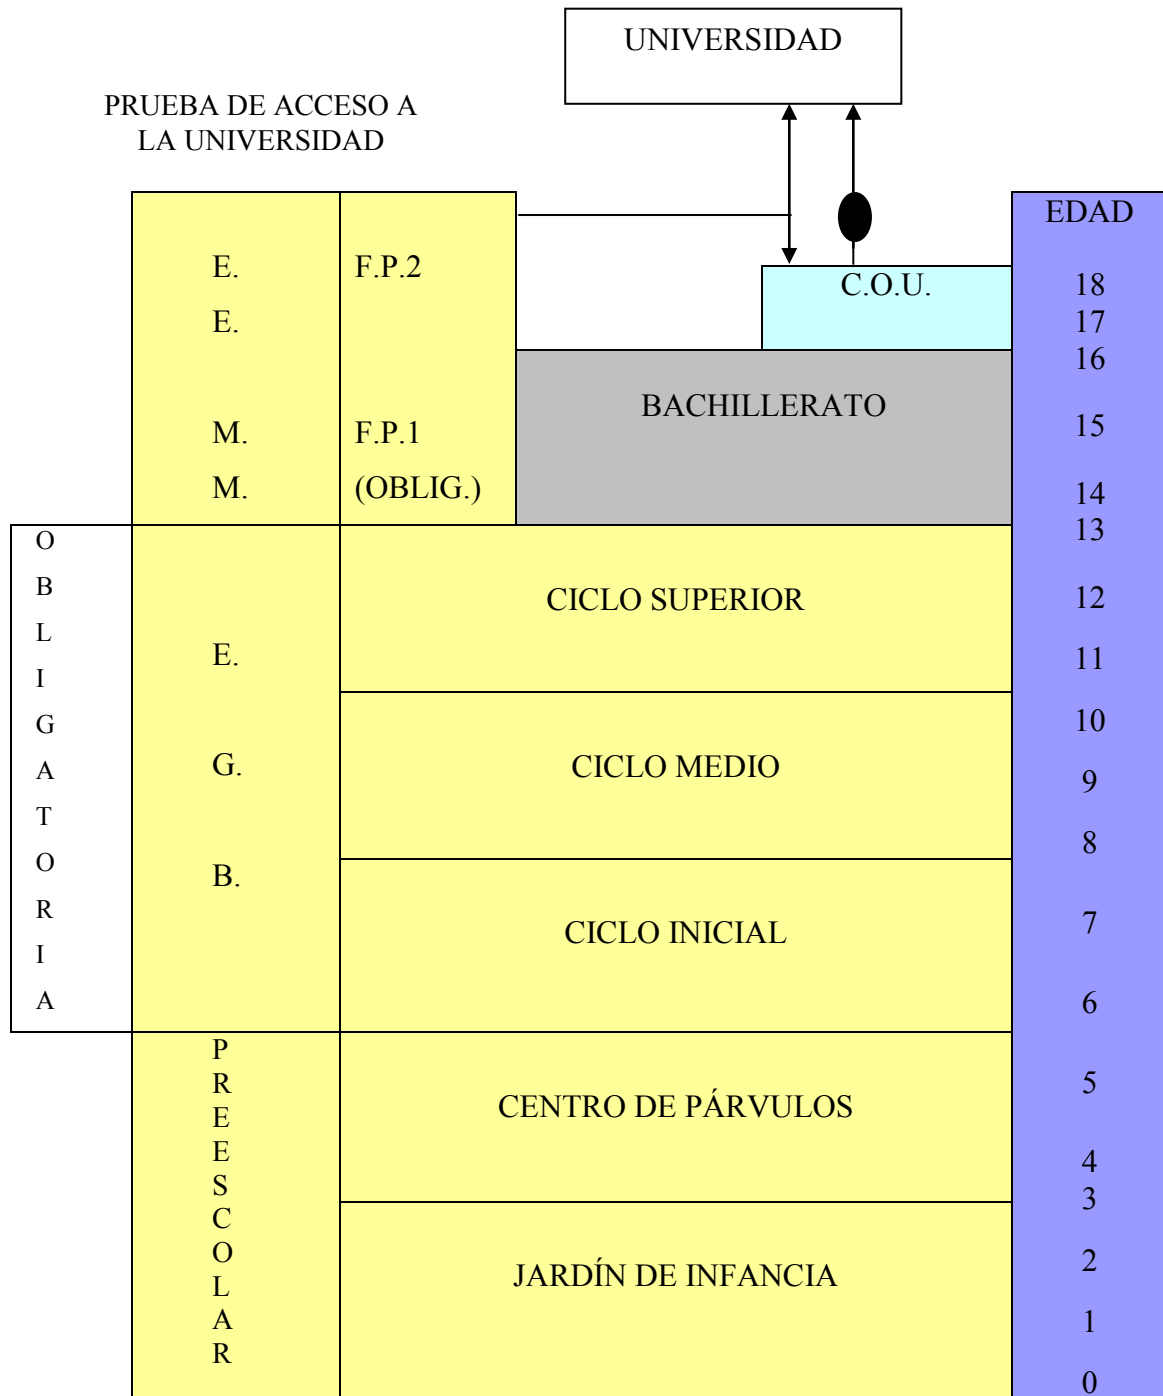 UNIVERSIDAD
PRUEBA DE ACCESO A
LA UNIVERSIDAD
EDAD
E. F.P.2
C.O.U.
18
E.
17
16
BACHILLERATO
15
M. F.P.1
M. (OBLIG.)
14
13
O
B
L
I
G
A
T
O
R
I
A
E.
G.
B.
CICLO SUPERIOR
12
11
CICLO MEDIO
10
9
8
CICLO INICIAL
7
6
P
R
E
E
S
C
O
L
A
R
CENTRO DE PÁRVULOS
5
4
3
JARDÍN DE INFANCIA
2
1
0